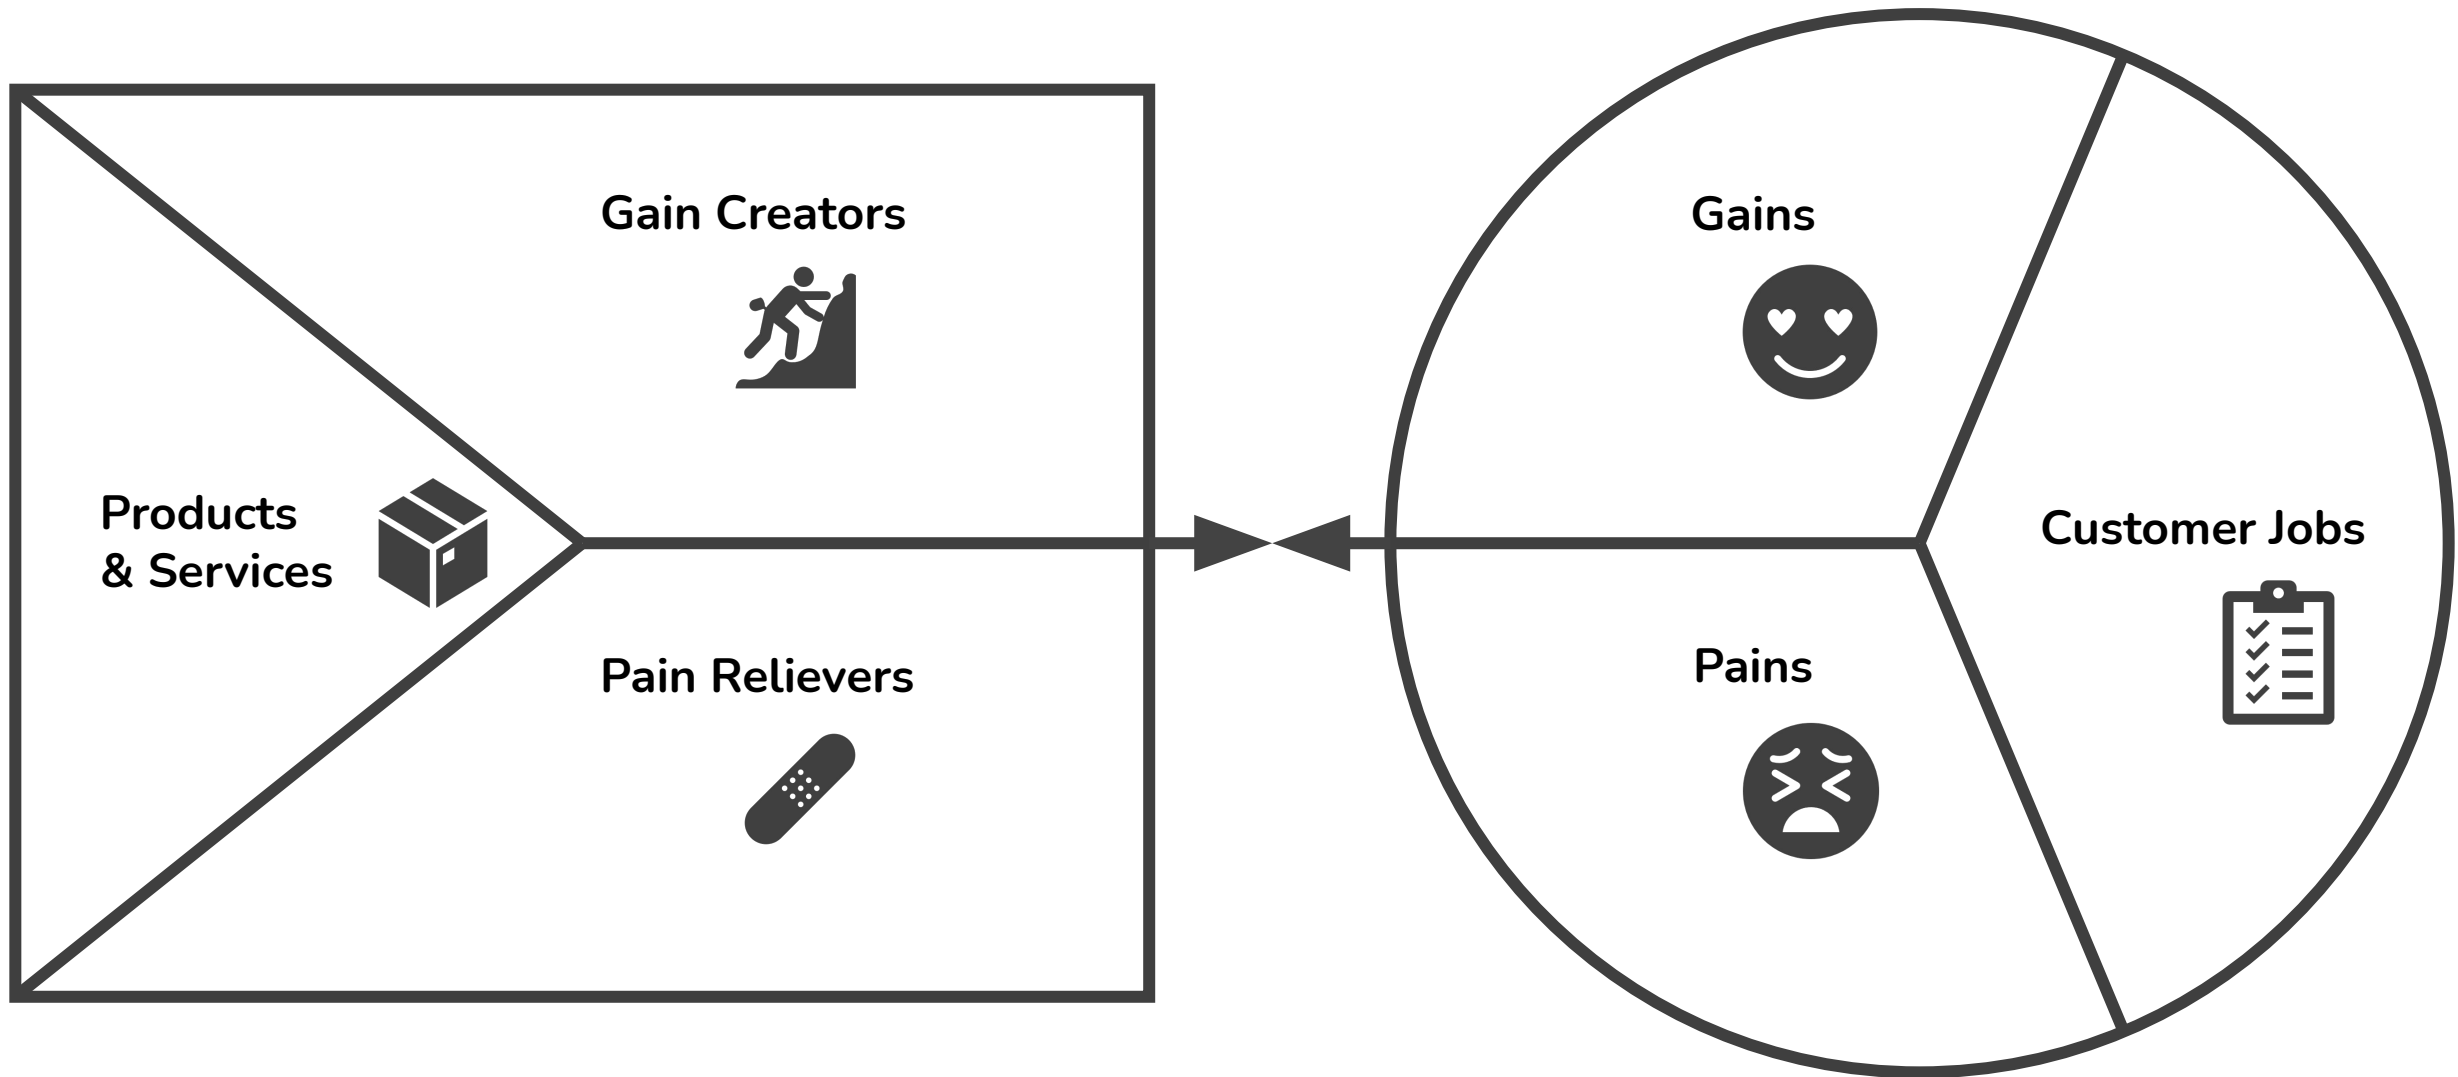 Gain Creators
Products
& Services
Pain Relievers
Gains
Customer Jobs
Pains